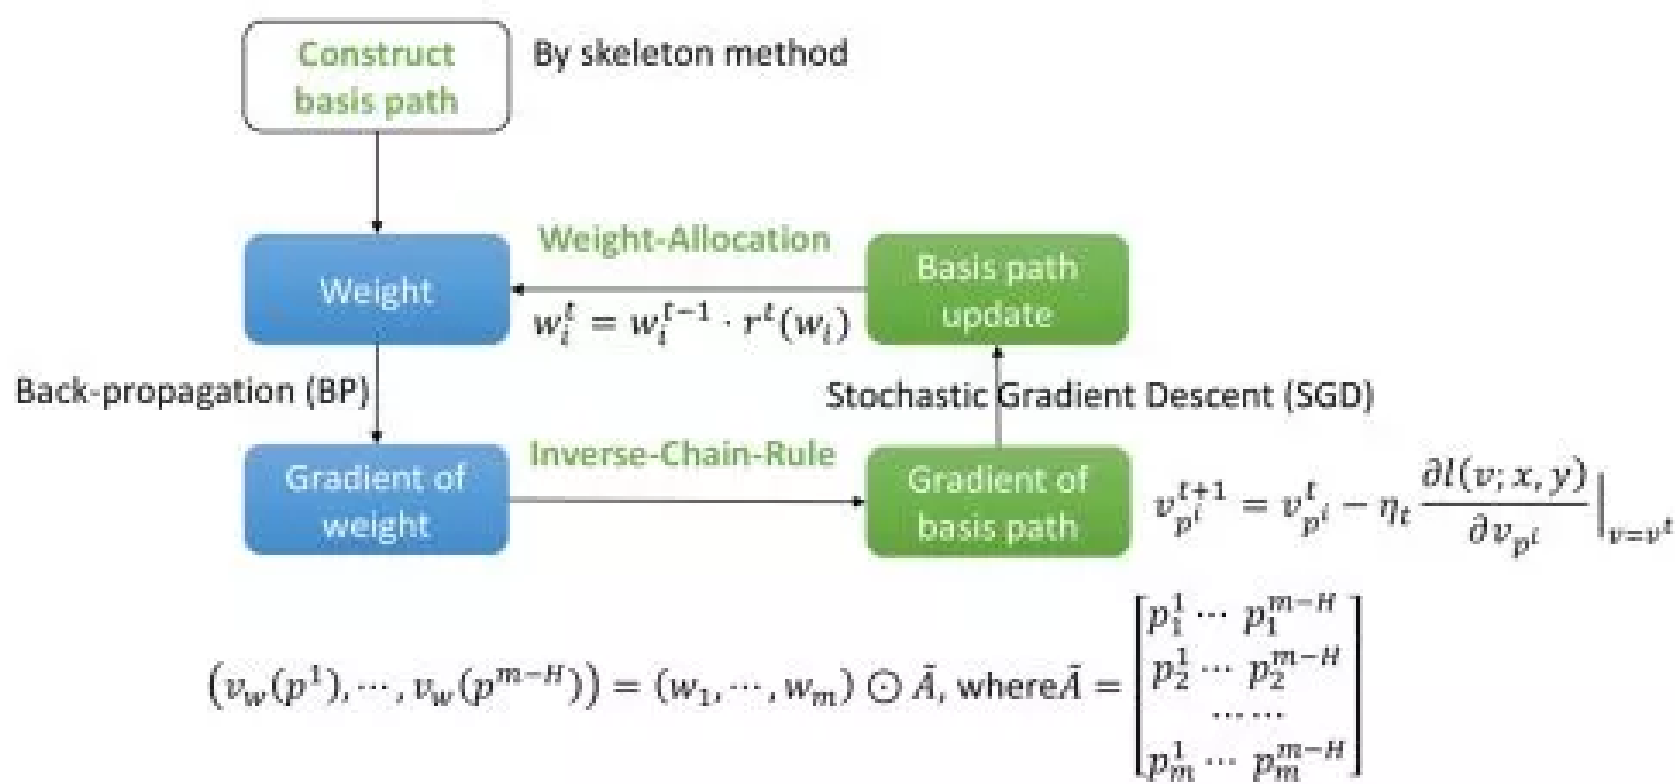 Construct
basis path
By skeleton method
Weight-Allocation
Weight
Basis path
update
w_i^t = w_i^{t-1} · r^t(w_i)
Back-propagation (BP)
Stochastic Gradient Descent (SGD)
Inverse-Chain-Rule
Gradient of
weight
Gradient of
basis path
v_{p^i}^{t+1} = v_{p^i}^t − η_t ∂l(v; x, y) / ∂v_{p^i} |_{v=v^t}
(v_w(p^1), ⋯, v_w(p^{m−H})) = (w_1, ⋯, w_m) ⊙ Ã, whereà =
p_1^1 ⋯ p_1^{m−H}
p_2^1 ⋯ p_2^{m−H}
⋯⋯
p_m^1 ⋯ p_m^{m−H}